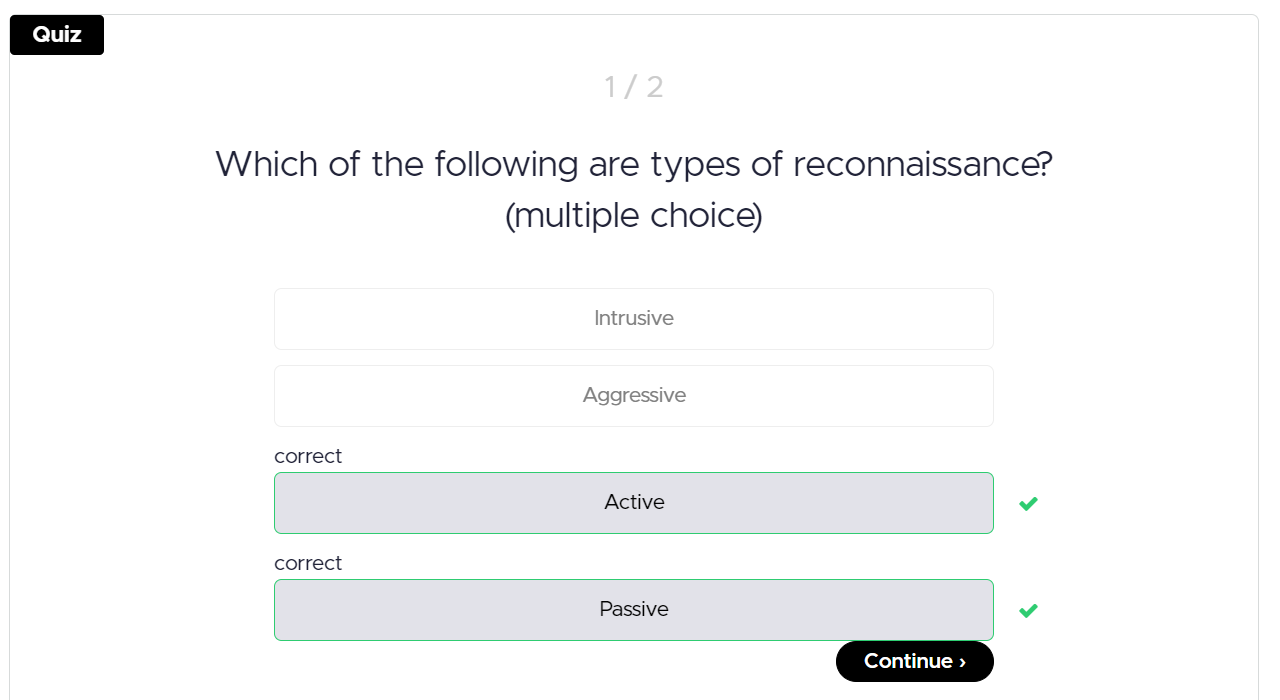 Quiz
1 / 2
Which of the following are types of reconnaissance?
(multiple choice)
Intrusive
Aggressive
correct
Active
correct
Passive
Continue ›